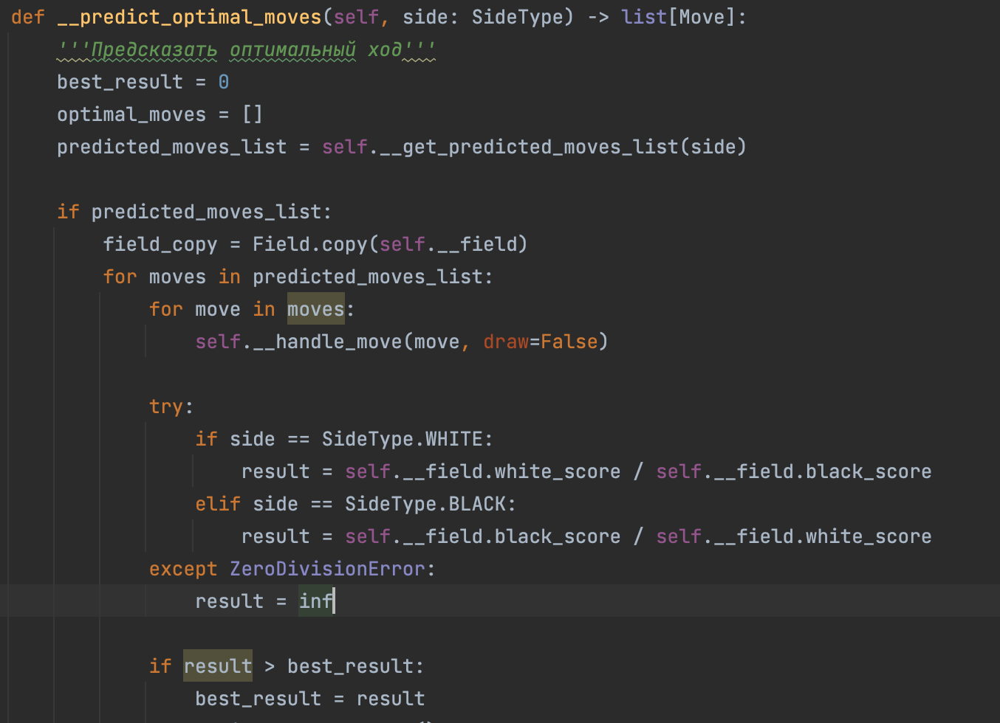 def __predict_optimal_moves(self, side: SideType) -> list[Move]:
'''Предсказать оптимальный ход'''
best_result = 0
optimal_moves = []
predicted_moves_list = self.__get_predicted_moves_list(side)
if predicted_moves_list:
field_copy = Field.copy(self.__field)
for moves in predicted_moves_list:
for move in moves:
self.__handle_move(move, draw=False)
try:
if side == SideType.WHITE:
result = self.__field.white_score / self.__field.black_score
elif side == SideType.BLACK:
result = self.__field.black_score / self.__field.white_score
except ZeroDivisionError:
result = inf
if result > best_result:
best_result = result